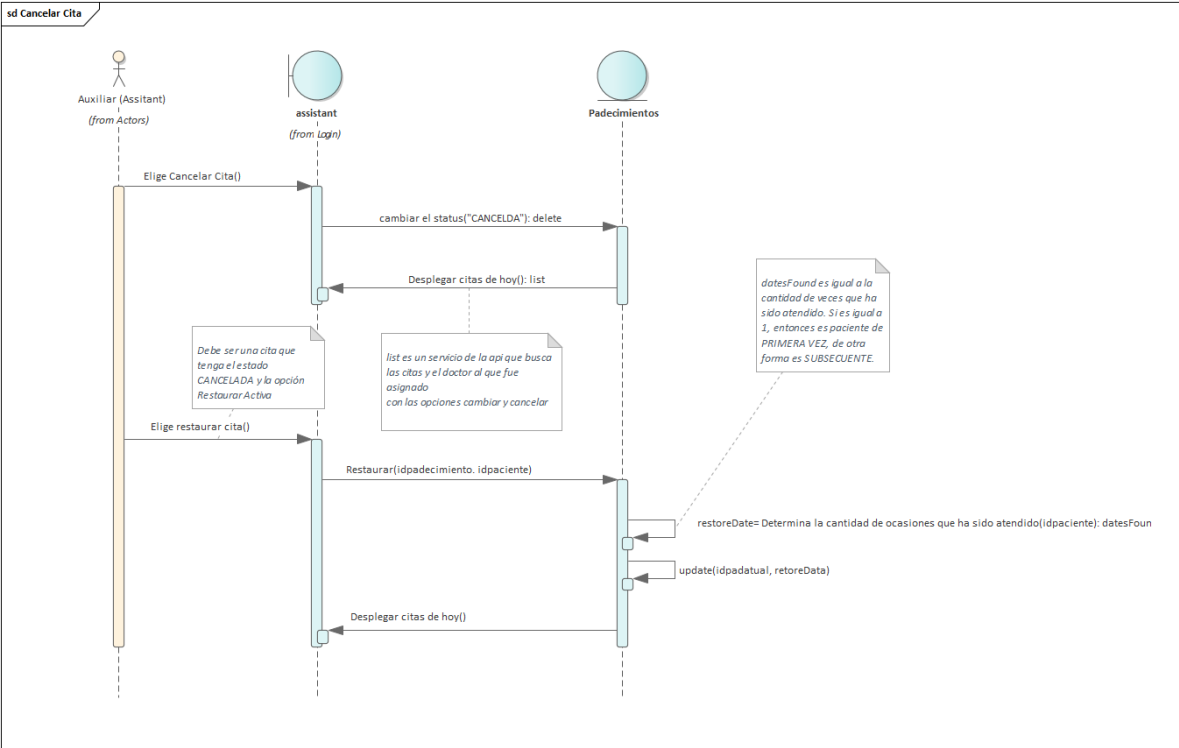 sd Cancelar Cita
Auxiliar (Assitant)
(from Actors)
assistant
(from Login)
Padecimientos
Elige Cancelar Cita()
cambiar el status("CANCELDA"): delete
Desplegar citas de hoy(): list
datesFound es igual a la
cantidad de veces que ha
sido atendido. Si es igual a
1, entonces es paciente de
PRIMERA VEZ, de otra
forma es SUBSECUENTE.
Debe ser una cita que
tenga el estado
CANCELADA y la opción
Restaurar Activa
list es un servicio de la api que busca
las citas y el doctor al que fue
asignado
con las opciones cambiar y cancelar
Elige restaurar cita()
Restaurar(idpadecimiento. idpaciente)
restoreDate= Determina la cantidad de ocasiones que ha sido atendido(idpaciente): datesFoun
update(idpadatual, retoreData)
Desplegar citas de hoy()